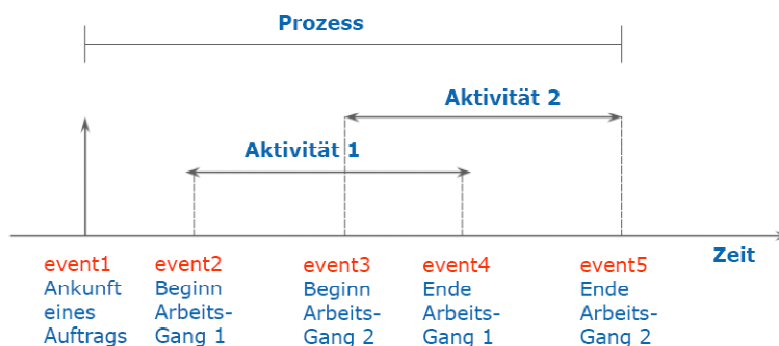 Prozess
Aktivität 2
Aktivität 1
Zeit
event1
Ankunft
eines
Auftrags
event2
Beginn
Arbeits-
Gang 1
event3
Beginn
Arbeits-
Gang 2
event4
Ende
Arbeits-
Gang 1
event5
Ende
Arbeits-
Gang 2